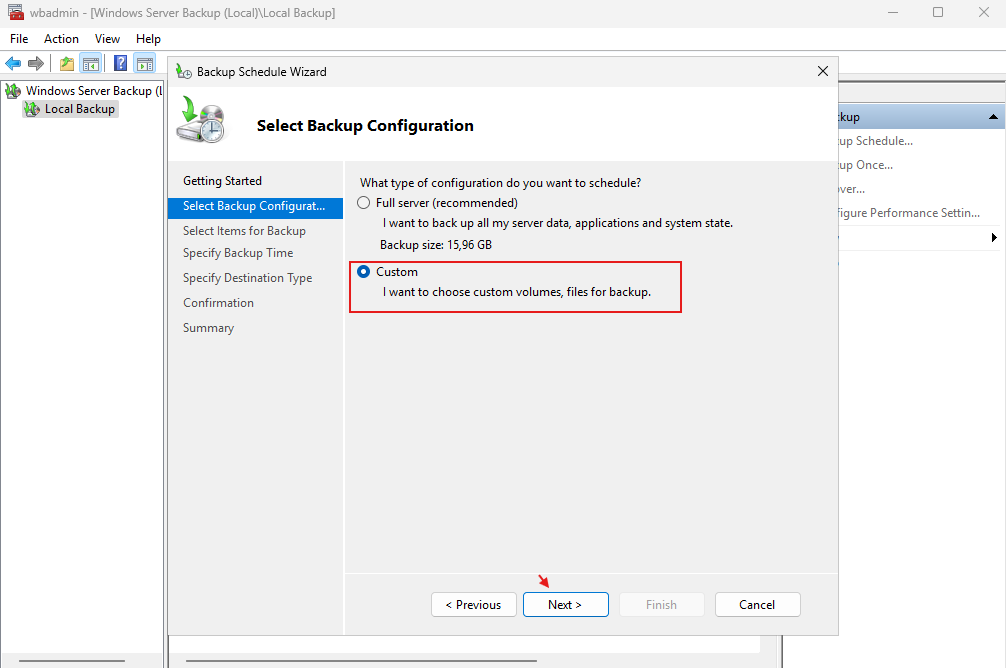 wbadmin - [Windows Server Backup (Local)\Local Backup]
File Action View Help
Windows Server Backup (L
Local Backup
Backup Schedule Wizard
Select Backup Configuration
Getting Started
Select Backup Configurat...
Select Items for Backup
Specify Backup Time
Specify Destination Type
Confirmation
Summary
What type of configuration do you want to schedule?
Full server (recommended)
I want to back up all my server data, applications and system state.
Backup size: 15,96 GB
Custom
I want to choose custom volumes, files for backup.
< Previous
Next >
Finish
Cancel
kup
up Schedule...
up Once...
ver...
figure Performance Settin...